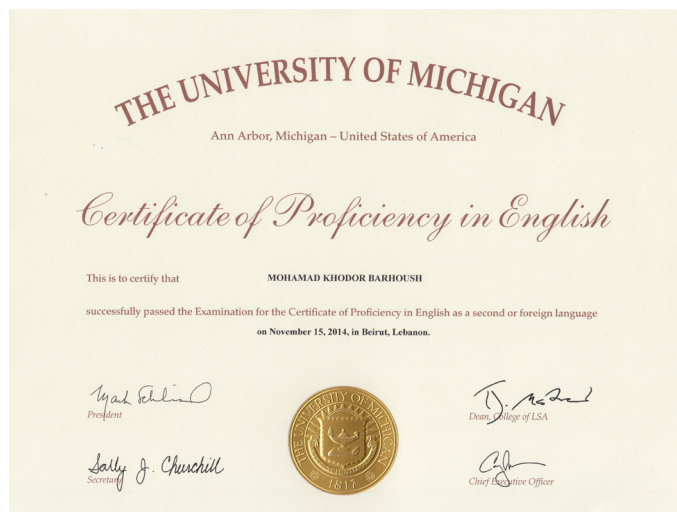 THE UNIVERSITY OF MICHIGAN
Ann Arbor, Michigan – United States of America
Certificate of Proficiency in English
This is to certify that MOHAMAD KHODOR BARHOUSH
successfully passed the Examination for the Certificate of Proficiency in English as a second or foreign language
on November 15, 2014, in Beirut, Lebanon.
President
Dean, College of LSA
THE UNIVERSITY OF MICHIGAN
1817
Sally J. Churchill
Secretary
Chief Executive Officer